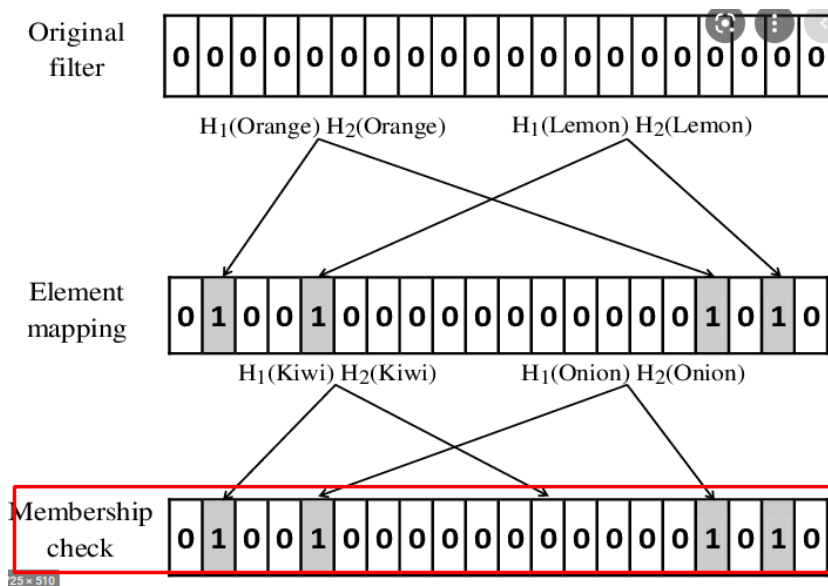 Original
filter
0 0 0 0 0 0 0 0 0 0 0 0 0 0 0 0 0 0 0 0
H1(Orange) H2(Orange) H1(Lemon) H2(Lemon)
Element
mapping
0 1 0 0 1 0 0 0 0 0 0 0 0 0 0 0 1 0 1 0
H1(Kiwi) H2(Kiwi) H1(Onion) H2(Onion)
Membership
check
0 1 0 0 1 0 0 0 0 0 0 0 0 0 0 0 1 0 1 0
25 × 510